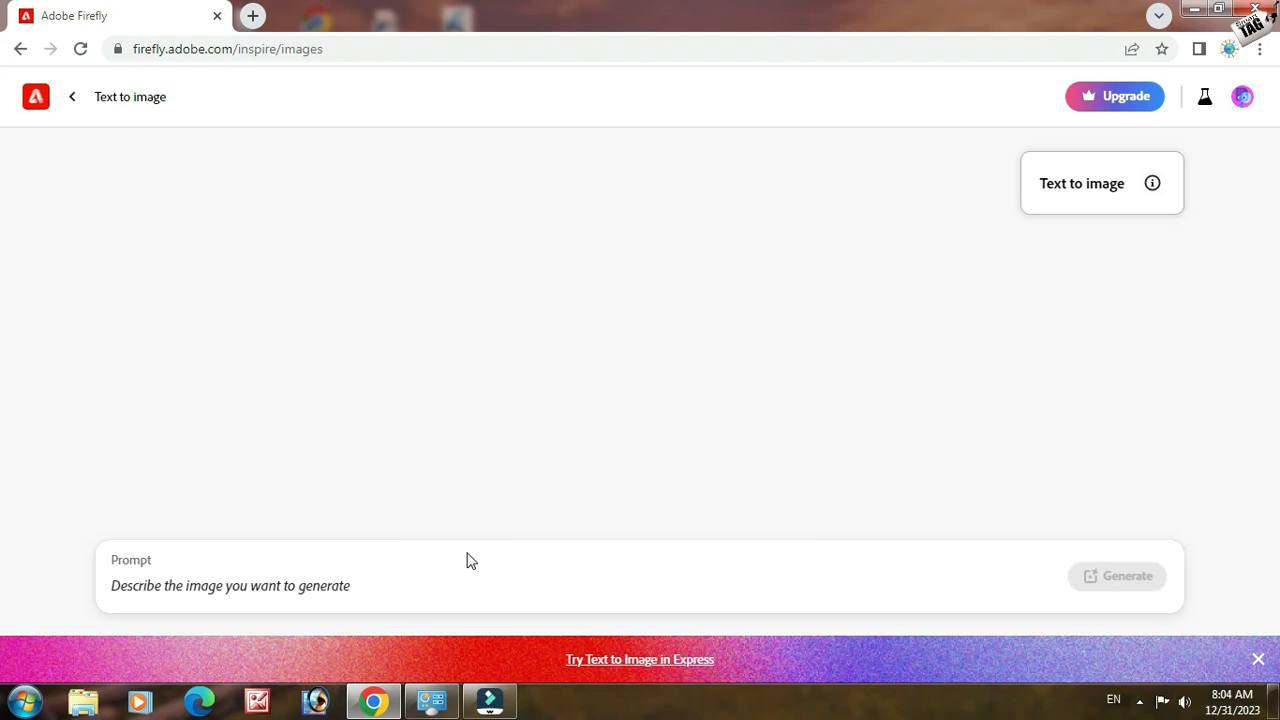 Adobe Firefly
firefly.adobe.com/inspire/images
TAG
Text to image
Upgrade
Text to image
Prompt
Describe the image you want to generate
Generate
Try Text to Image in Express
EN
8:04 AM
12/31/2023